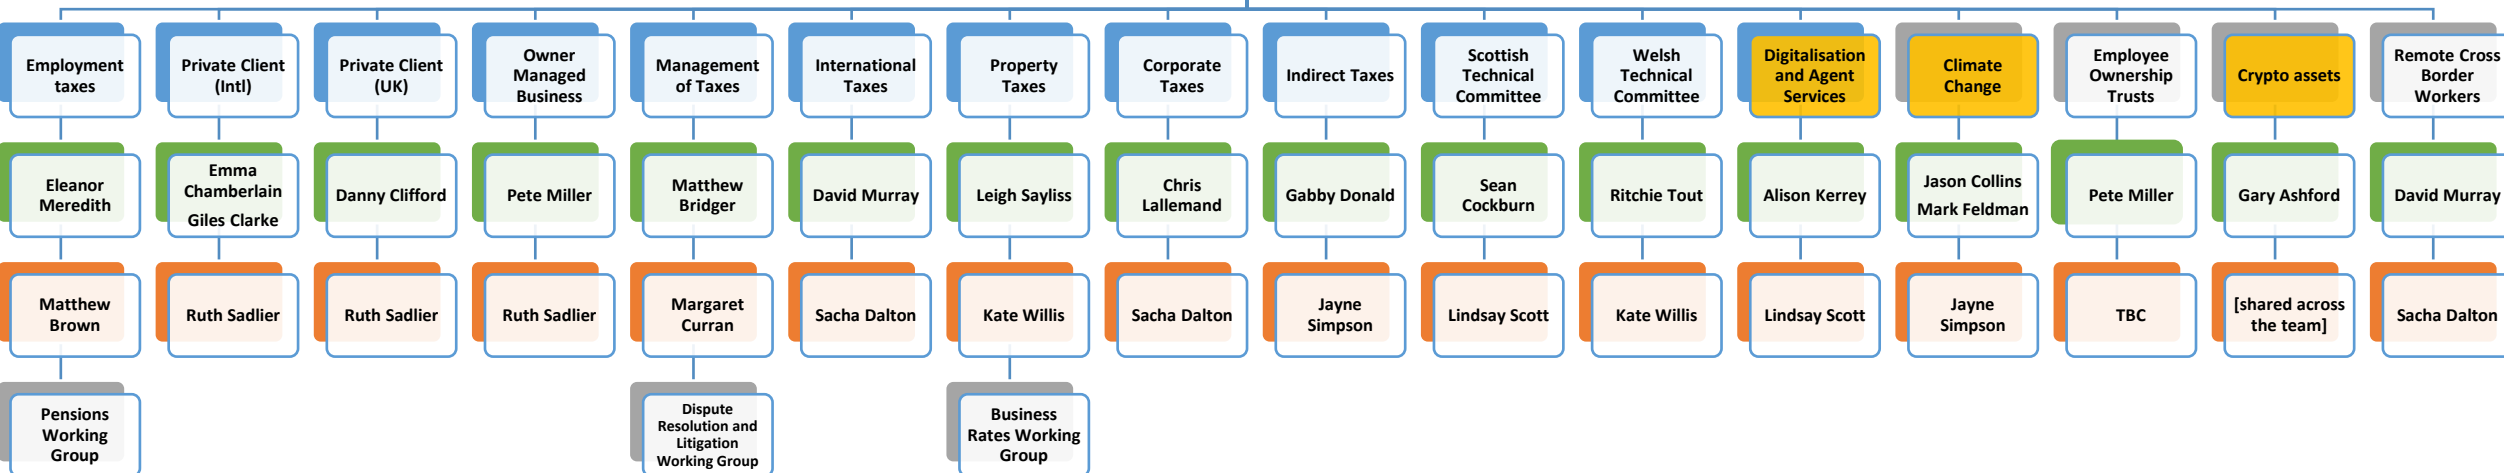 Employment
taxes
Private Client
(Intl)
Private Client
(UK)
Owner
Managed
Business
Management
of Taxes
International
Taxes
Property
Taxes
Corporate
Taxes
Indirect Taxes
Scottish
Technical
Committee
Welsh
Technical
Committee
Digitalisation
and Agent
Services
Climate
Change
Employee
Ownership
Trusts
Crypto assets
Remote Cross
Border
Workers
Eleanor
Meredith
Emma
Chamberlain
Giles Clarke
Danny Clifford
Pete Miller
Matthew
Bridger
David Murray
Leigh Sayliss
Chris
Lallemand
Gabby Donald
Sean
Cockburn
Ritchie Tout
Alison Kerrey
Jason Collins
Mark Feldman
Pete Miller
Gary Ashford
David Murray
Matthew
Brown
Ruth Sadlier
Ruth Sadlier
Ruth Sadlier
Margaret
Curran
Sacha Dalton
Kate Willis
Sacha Dalton
Jayne
Simpson
Lindsay Scott
Kate Willis
Lindsay Scott
Jayne
Simpson
TBC
[shared across
the team]
Sacha Dalton
Pensions
Working
Group
Dispute
Resolution and
Litigation
Working Group
Business
Rates Working
Group